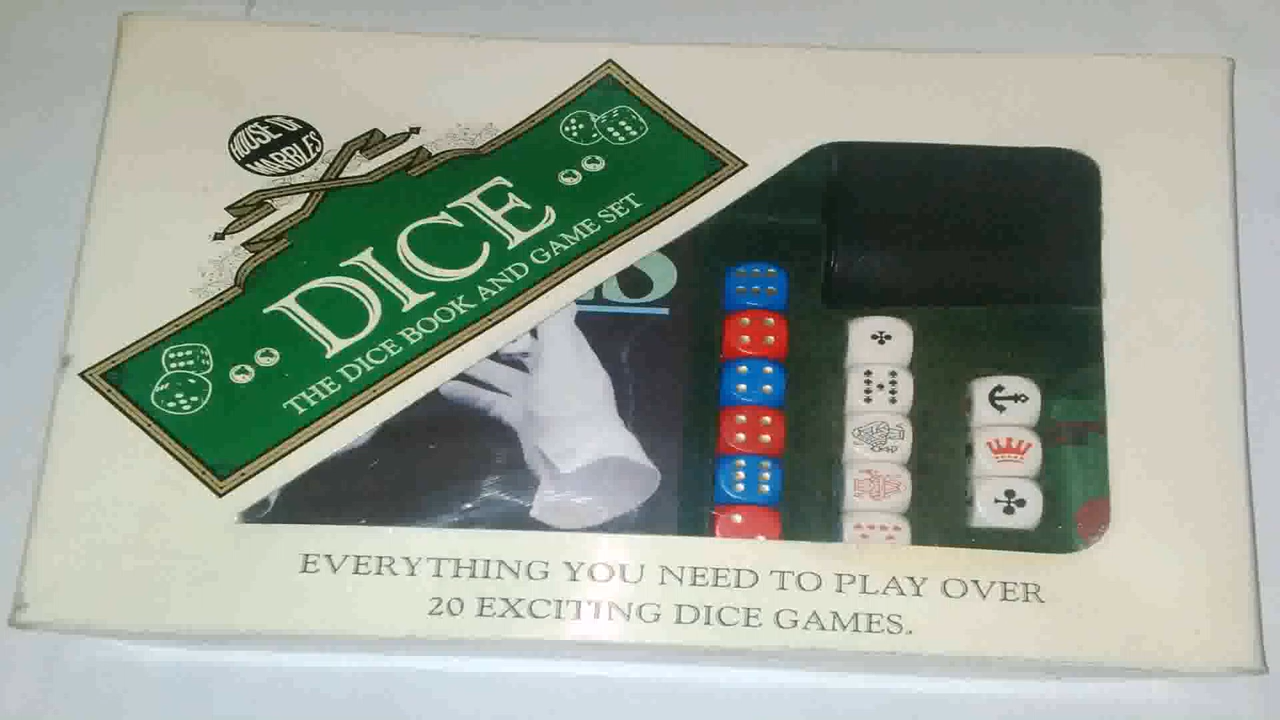 HOUSE OF
MARBLES
DICE
THE DICE BOOK AND GAME SET
EVERYTHING YOU NEED TO PLAY OVER
20 EXCITING DICE GAMES.